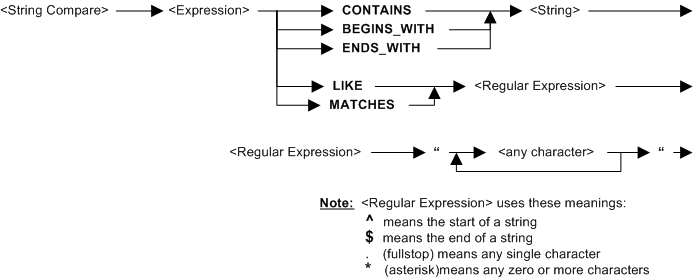 <String Compare> <Expression> CONTAINS <String>
BEGINS_WITH
ENDS_WITH
LIKE <Regular Expression>
MATCHES
<Regular Expression> “ <any character> “
Note: <Regular Expression> uses these meanings:
^ means the start of a string
$ means the end of a string
. (fullstop) means any single character
* (asterisk)means any zero or more characters